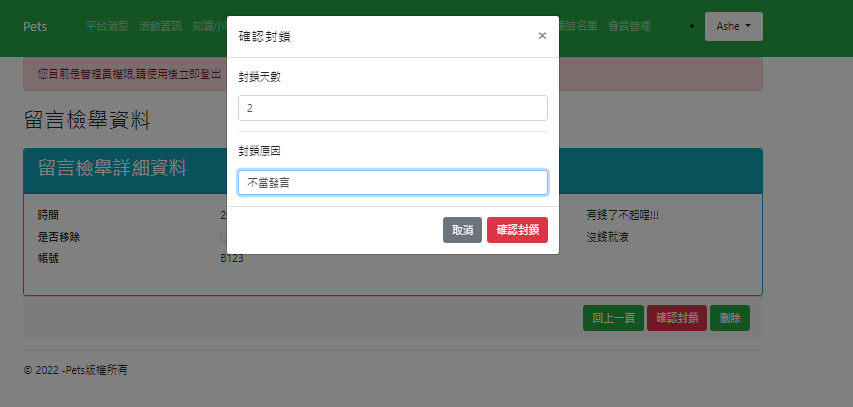 Pets 平台消息 活動資訊 知識小 結名單 會員管理 Ashe
確認封鎖 ×
您目前是管理員權限,請使用後立即登出
封鎖天數
2
留言檢舉資料
封鎖原因
不當發言
留言檢舉詳細資料
時間 2 有錢了不起喔!!!
是否移除 沒錢就滾
取消 確認封鎖
帳號 B123
回上一頁 確認封鎖 刪除
© 2022 -Pets版權所有